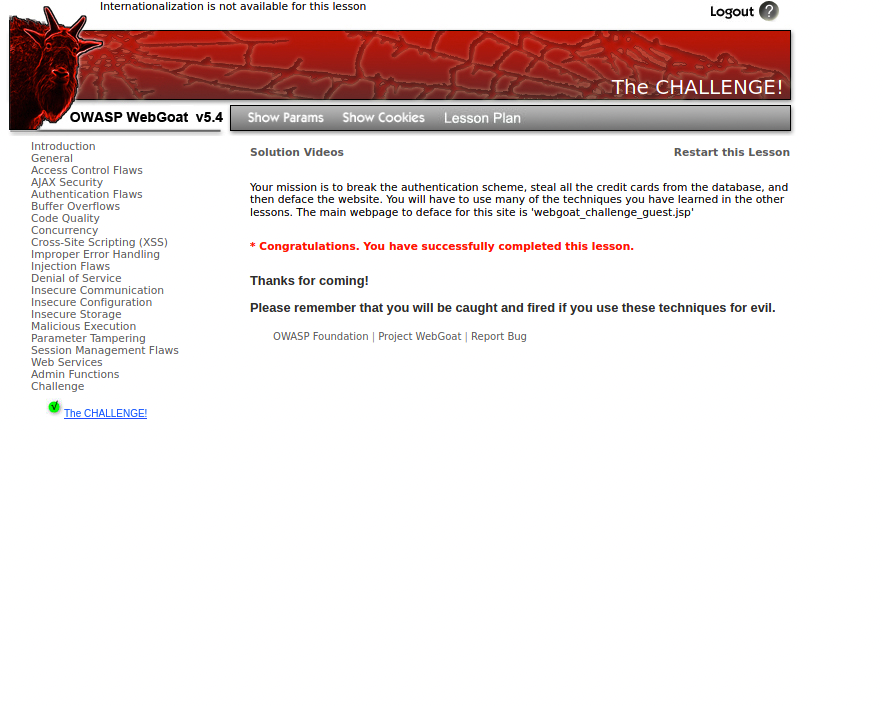 Internationalization is not available for this lesson
Logout ?
The CHALLENGE!
OWASP WebGoat v5.4
Show Params Show Cookies Lesson Plan
Introduction
General
Access Control Flaws
AJAX Security
Authentication Flaws
Buffer Overflows
Code Quality
Concurrency
Cross-Site Scripting (XSS)
Improper Error Handling
Injection Flaws
Denial of Service
Insecure Communication
Insecure Configuration
Insecure Storage
Malicious Execution
Parameter Tampering
Session Management Flaws
Web Services
Admin Functions
Challenge
The CHALLENGE!
Solution Videos Restart this Lesson
Your mission is to break the authentication scheme, steal all the credit cards from the database, and
then deface the website. You will have to use many of the techniques you have learned in the other
lessons. The main webpage to deface for this site is 'webgoat_challenge_guest.jsp'
* Congratulations. You have successfully completed this lesson.
Thanks for coming!
Please remember that you will be caught and fired if you use these techniques for evil.
OWASP Foundation | Project WebGoat | Report Bug